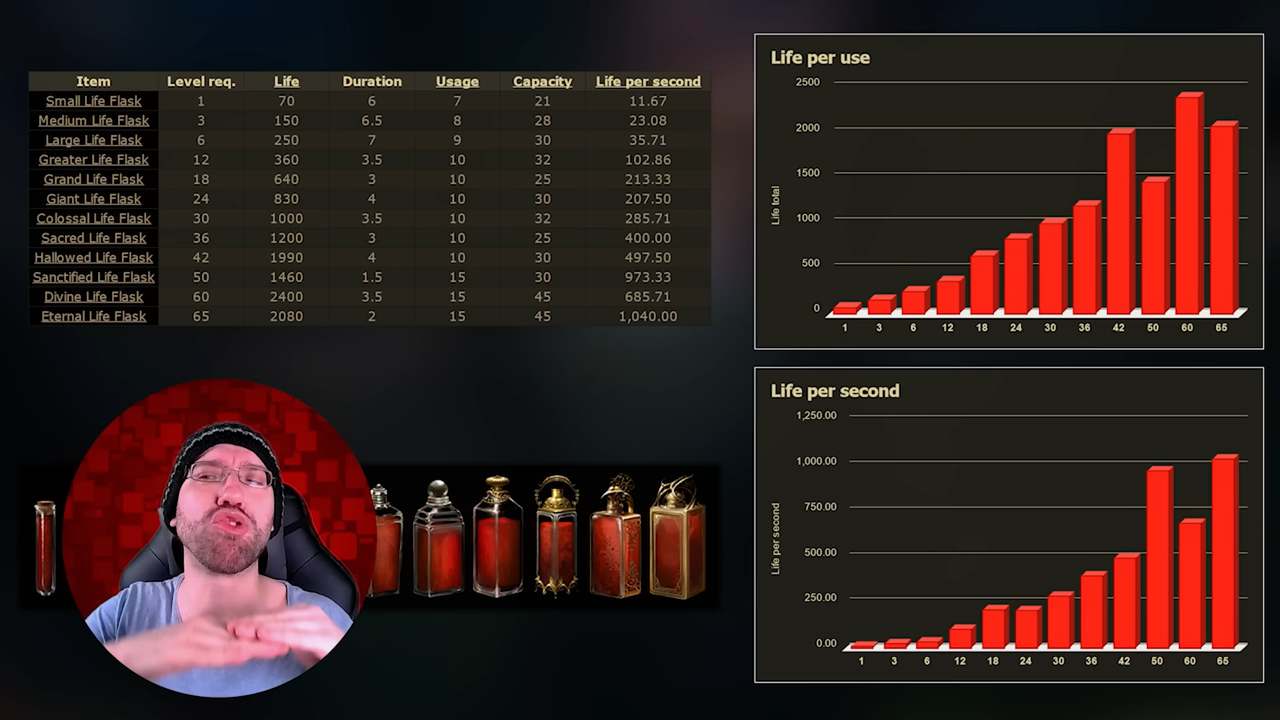 Item Level req. Life Duration Usage Capacity Life per second
Small Life Flask 1 70 6 7 21 11.67
Medium Life Flask 3 150 6.5 8 28 23.08
Large Life Flask 6 250 7 9 30 35.71
Greater Life Flask 12 360 3.5 10 32 102.86
Grand Life Flask 18 640 3 10 25 213.33
Giant Life Flask 24 830 4 10 30 207.50
Colossal Life Flask 30 1000 3.5 10 32 285.71
Sacred Life Flask 36 1200 3 10 25 400.00
Hallowed Life Flask 42 1990 4 10 30 497.50
Sanctified Life Flask 50 1460 1.5 15 30 973.33
Divine Life Flask 60 2400 3.5 15 45 685.71
Eternal Life Flask 65 2080 2 15 45 1,040.00
Life per use
2500
2000
1500
1000
500
0
Life total
1 3 6 12 18 24 30 36 42 50 60 65
Life per second
1,250.00
1,000.00
750.00
500.00
250.00
0.00
Life per second
1 3 6 12 18 24 30 36 42 50 60 65